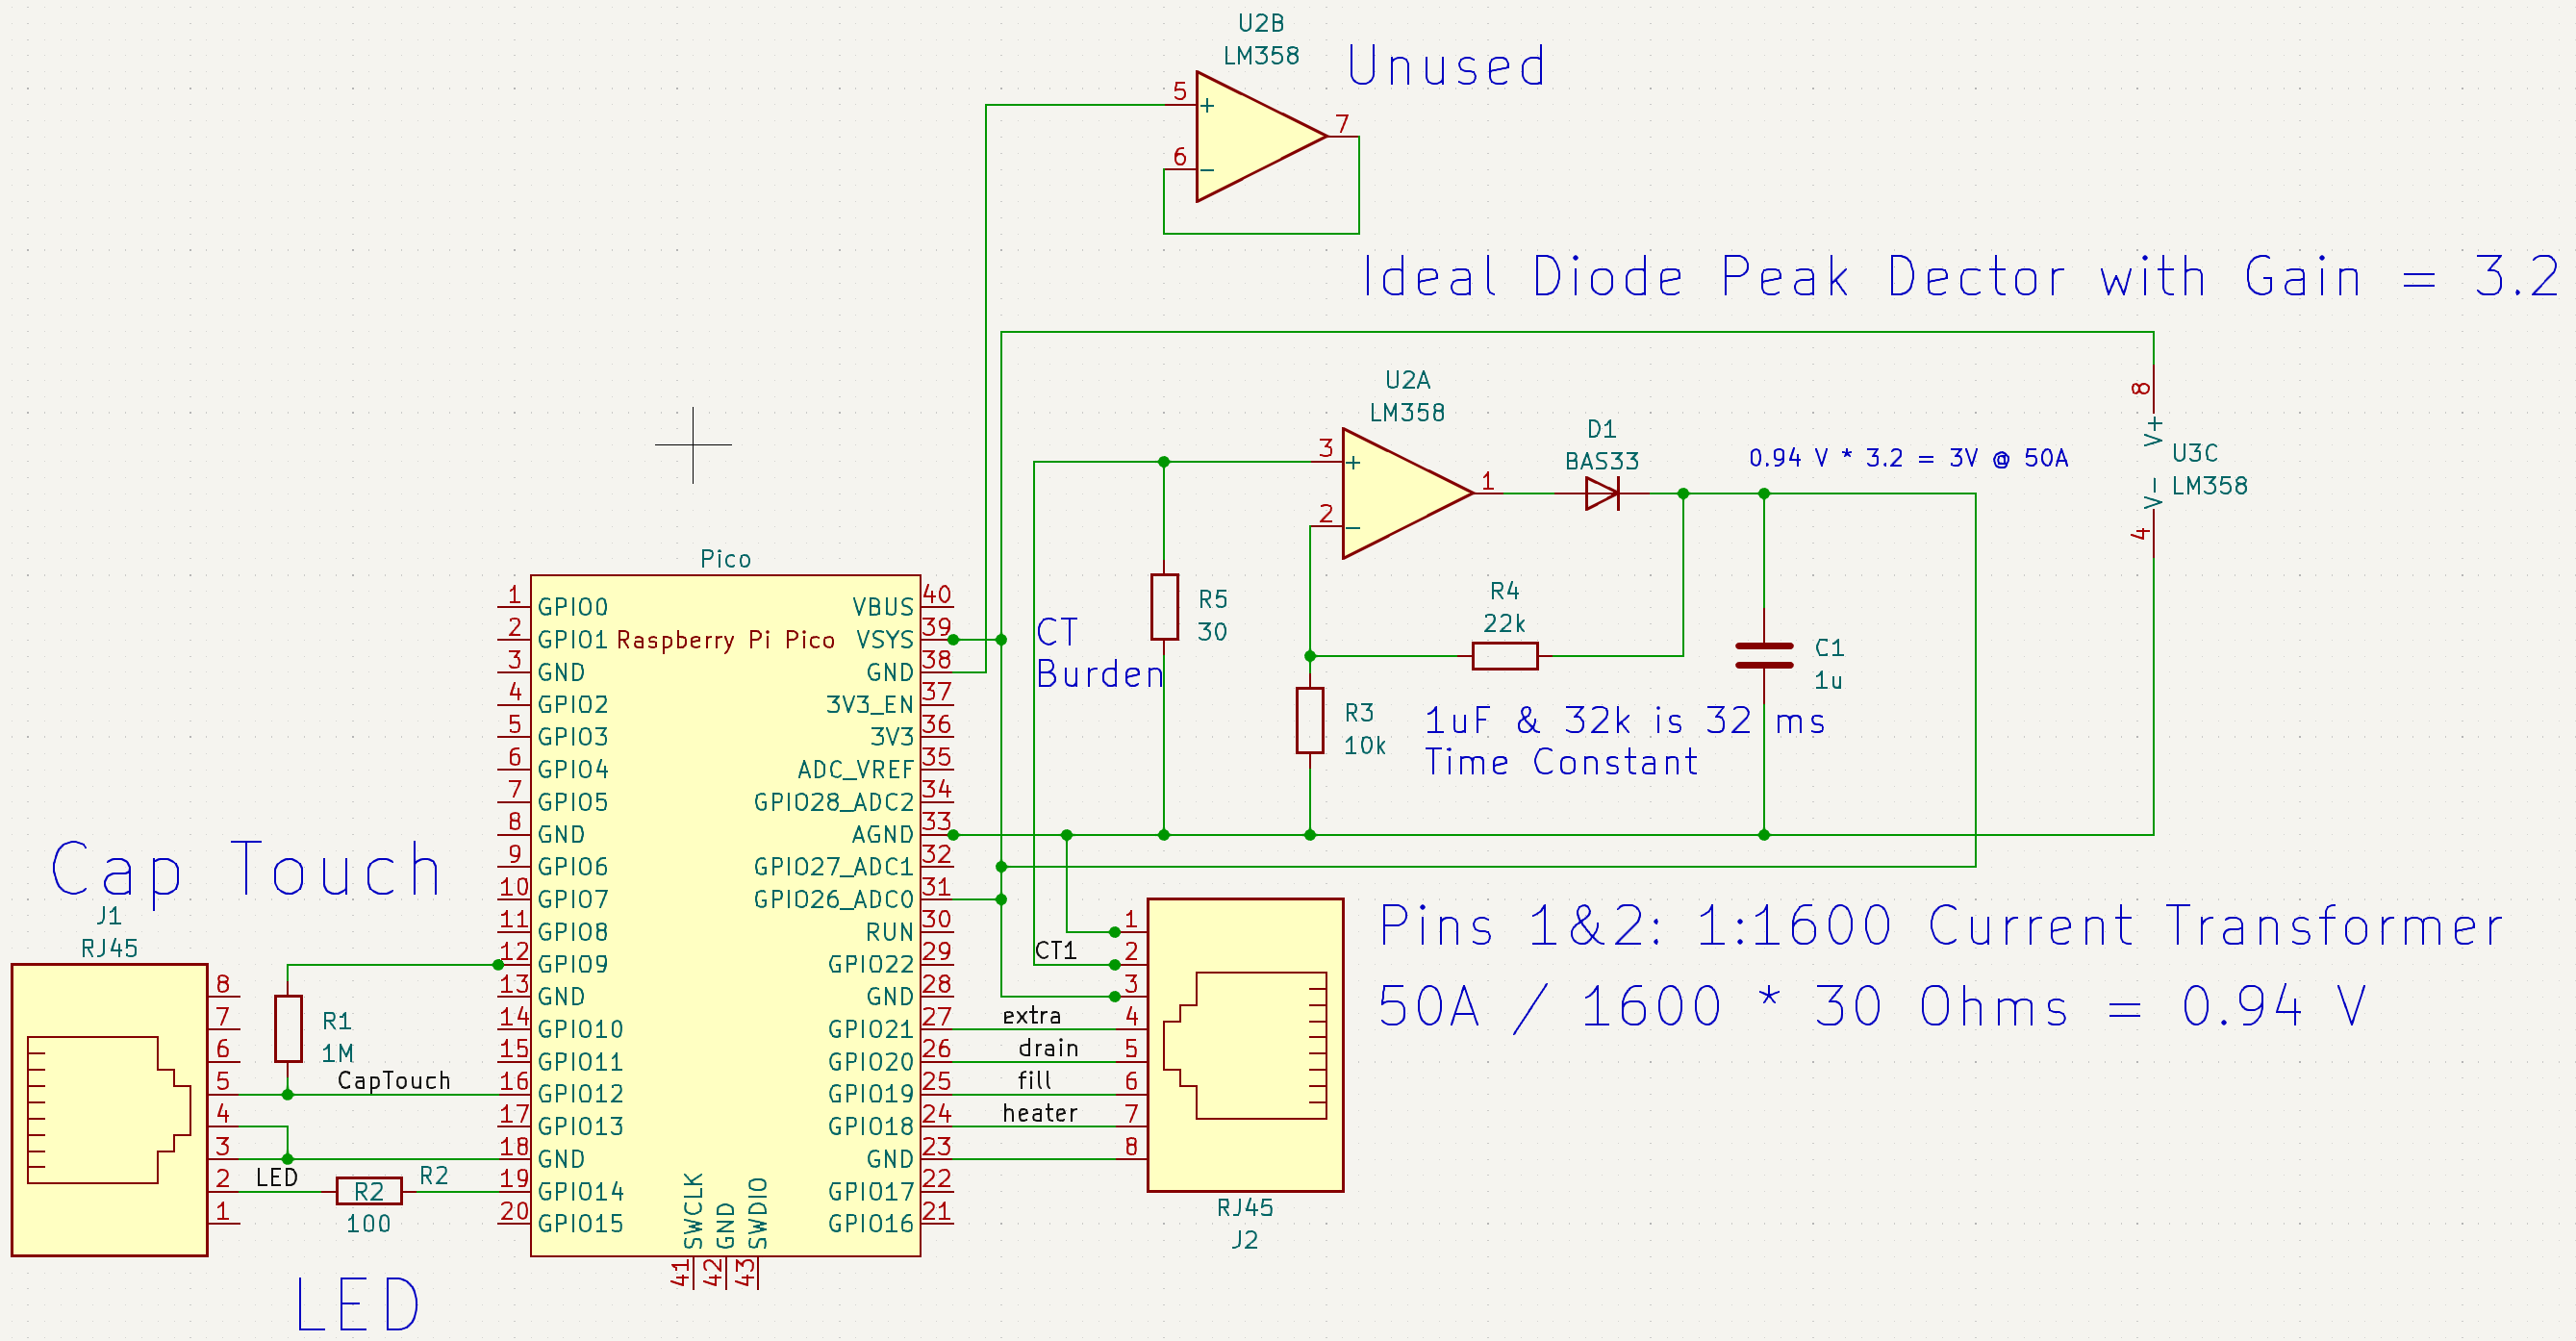 U2B
LM358
Unused
5
+
6
−
7
Ideal Diode Peak Dector with Gain = 3.2
U2A
LM358
3
+
2
−
1
D1
BAS33
0.94 V * 3.2 = 3V @ 50A
8
V+
V−
4
U3C
LM358
R5
30
CT
Burden
R4
22k
R3
10k
C1
1u
1uF & 32k is 32 ms
Time Constant
Pico
Raspberry Pi Pico
1 GPIO0
2 GPIO1
3 GND
4 GPIO2
5 GPIO3
6 GPIO4
7 GPIO5
8 GND
9 GPIO6
10 GPIO7
11 GPIO8
12 GPIO9
13 GND
14 GPIO10
15 GPIO11
16 GPIO12
17 GPIO13
18 GND
19 GPIO14
20 GPIO15
VBUS 40
VSYS 39
GND 38
3V3_EN 37
3V3 36
ADC_VREF 35
GPIO28_ADC2 34
AGND 33
GPIO27_ADC1 32
GPIO26_ADC0 31
RUN 30
GPIO22 29
GND 28
GPIO21 27
GPIO20 26
GPIO19 25
GPIO18 24
GND 23
GPIO17 22
GPIO16 21
SWCLK
GND
SWDIO
41
42
43
Cap Touch
J1
RJ45
8
7
6
5
4
3
2
1
R1
1M
CapTouch
LED
R2
R2
100
LED
CT1
extra
drain
fill
heater
1
2
3
4
5
6
7
8
RJ45
J2
Pins 1&2: 1:1600 Current Transformer
50A / 1600 * 30 Ohms = 0.94 V